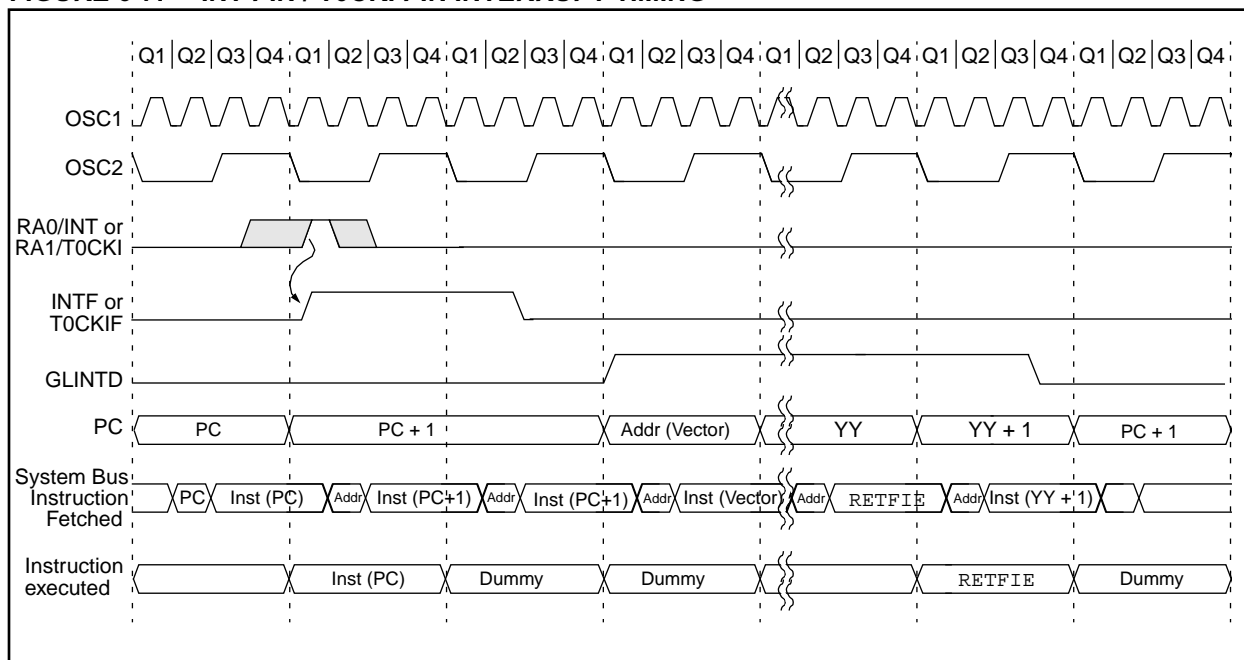 Q1 Q2 Q3 Q4 Q1 Q2 Q3 Q4 Q1 Q2 Q3 Q4 Q1 Q2 Q3 Q4 Q1 Q2 Q3 Q4 Q1 Q2 Q3 Q4 Q1 Q2 Q3 Q4
OSC1
OSC2
RA0/INT or
RA1/T0CKI
INTF or
T0CKIF
GLINTD
PC PC PC + 1 Addr (Vector) YY YY + 1 PC + 1
System Bus
Instruction
Fetched
PC Inst (PC) Addr Inst (PC+1) Addr Inst (PC+1) Addr Inst (Vector) Addr RETFIE Addr Inst (YY + 1)
Instruction
executed
Inst (PC) Dummy Dummy RETFIE Dummy